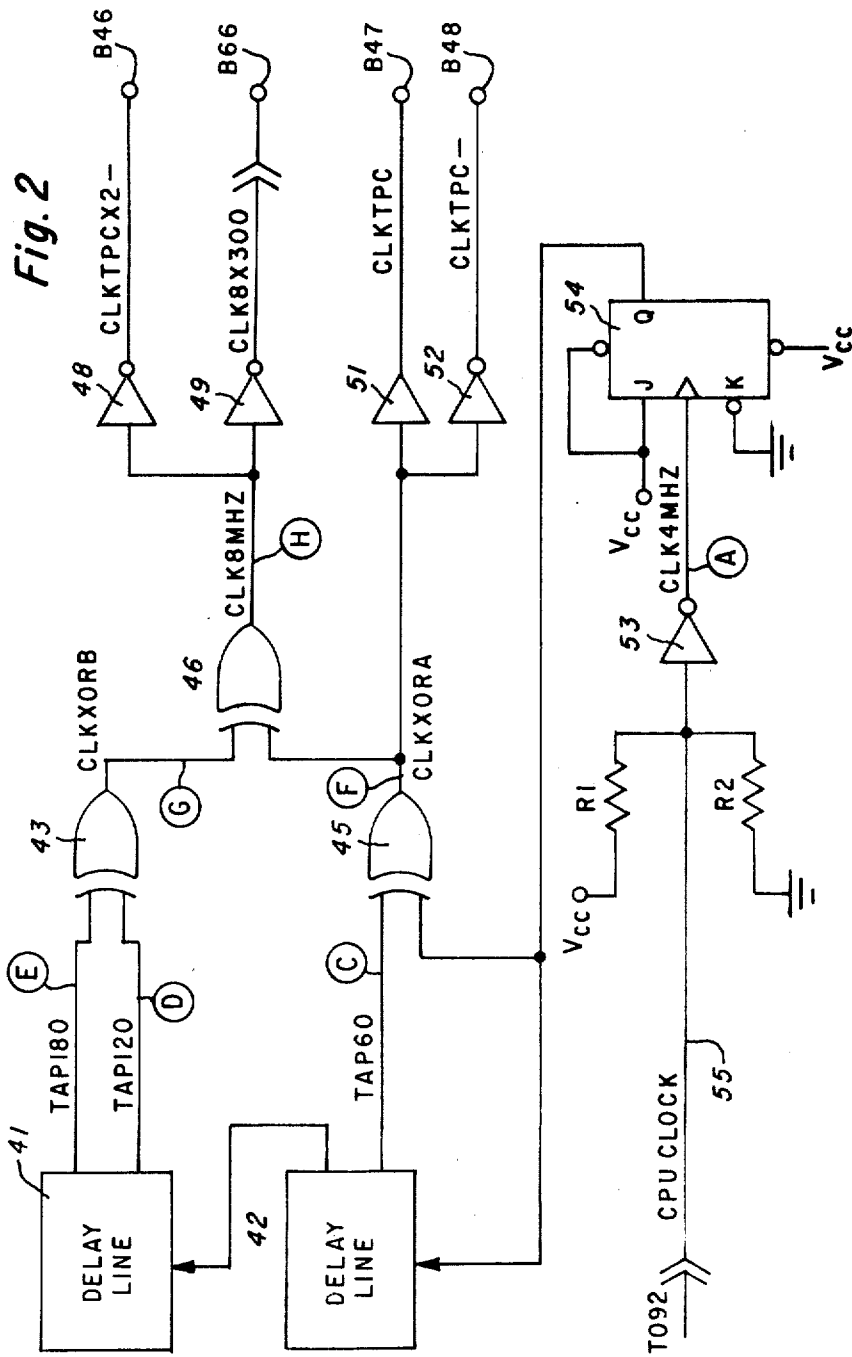 Fig. 2
41
DELAY
LINE
TAP180
E
TAP120
D
43
CLKXORB
G
46
CLK8MHZ
H
48
CLKTPCX2-
B46
49
CLK8X300
B66
42
DELAY
LINE
TAP60
C
45
F
CLKXORA
51
CLKTPC
B47
52
CLKTPC-
B48
TO92
CPU CLOCK
55
VCC
R1
R2
53
CLK4MHZ
A
VCC
54
J
Q
K
VCC